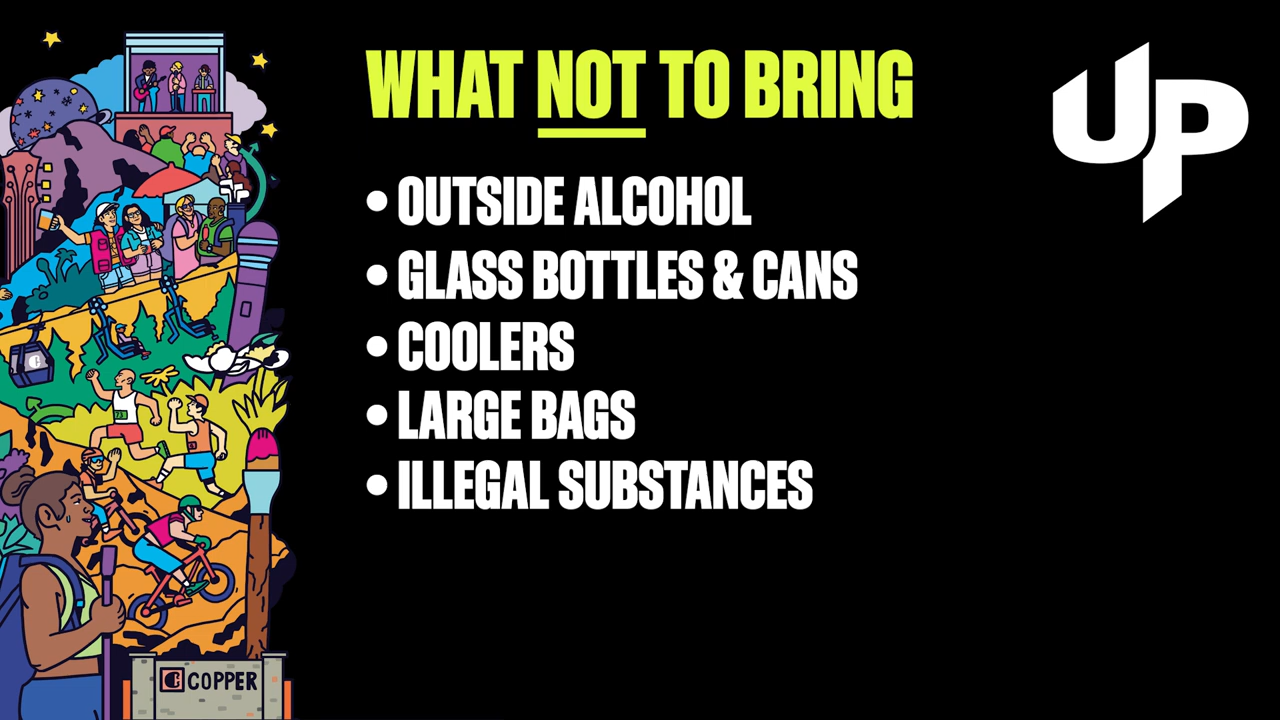 WHAT NOT TO BRING
UP
• OUTSIDE ALCOHOL
• GLASS BOTTLES & CANS
• COOLERS
• LARGE BAGS
• ILLEGAL SUBSTANCES
C COPPER